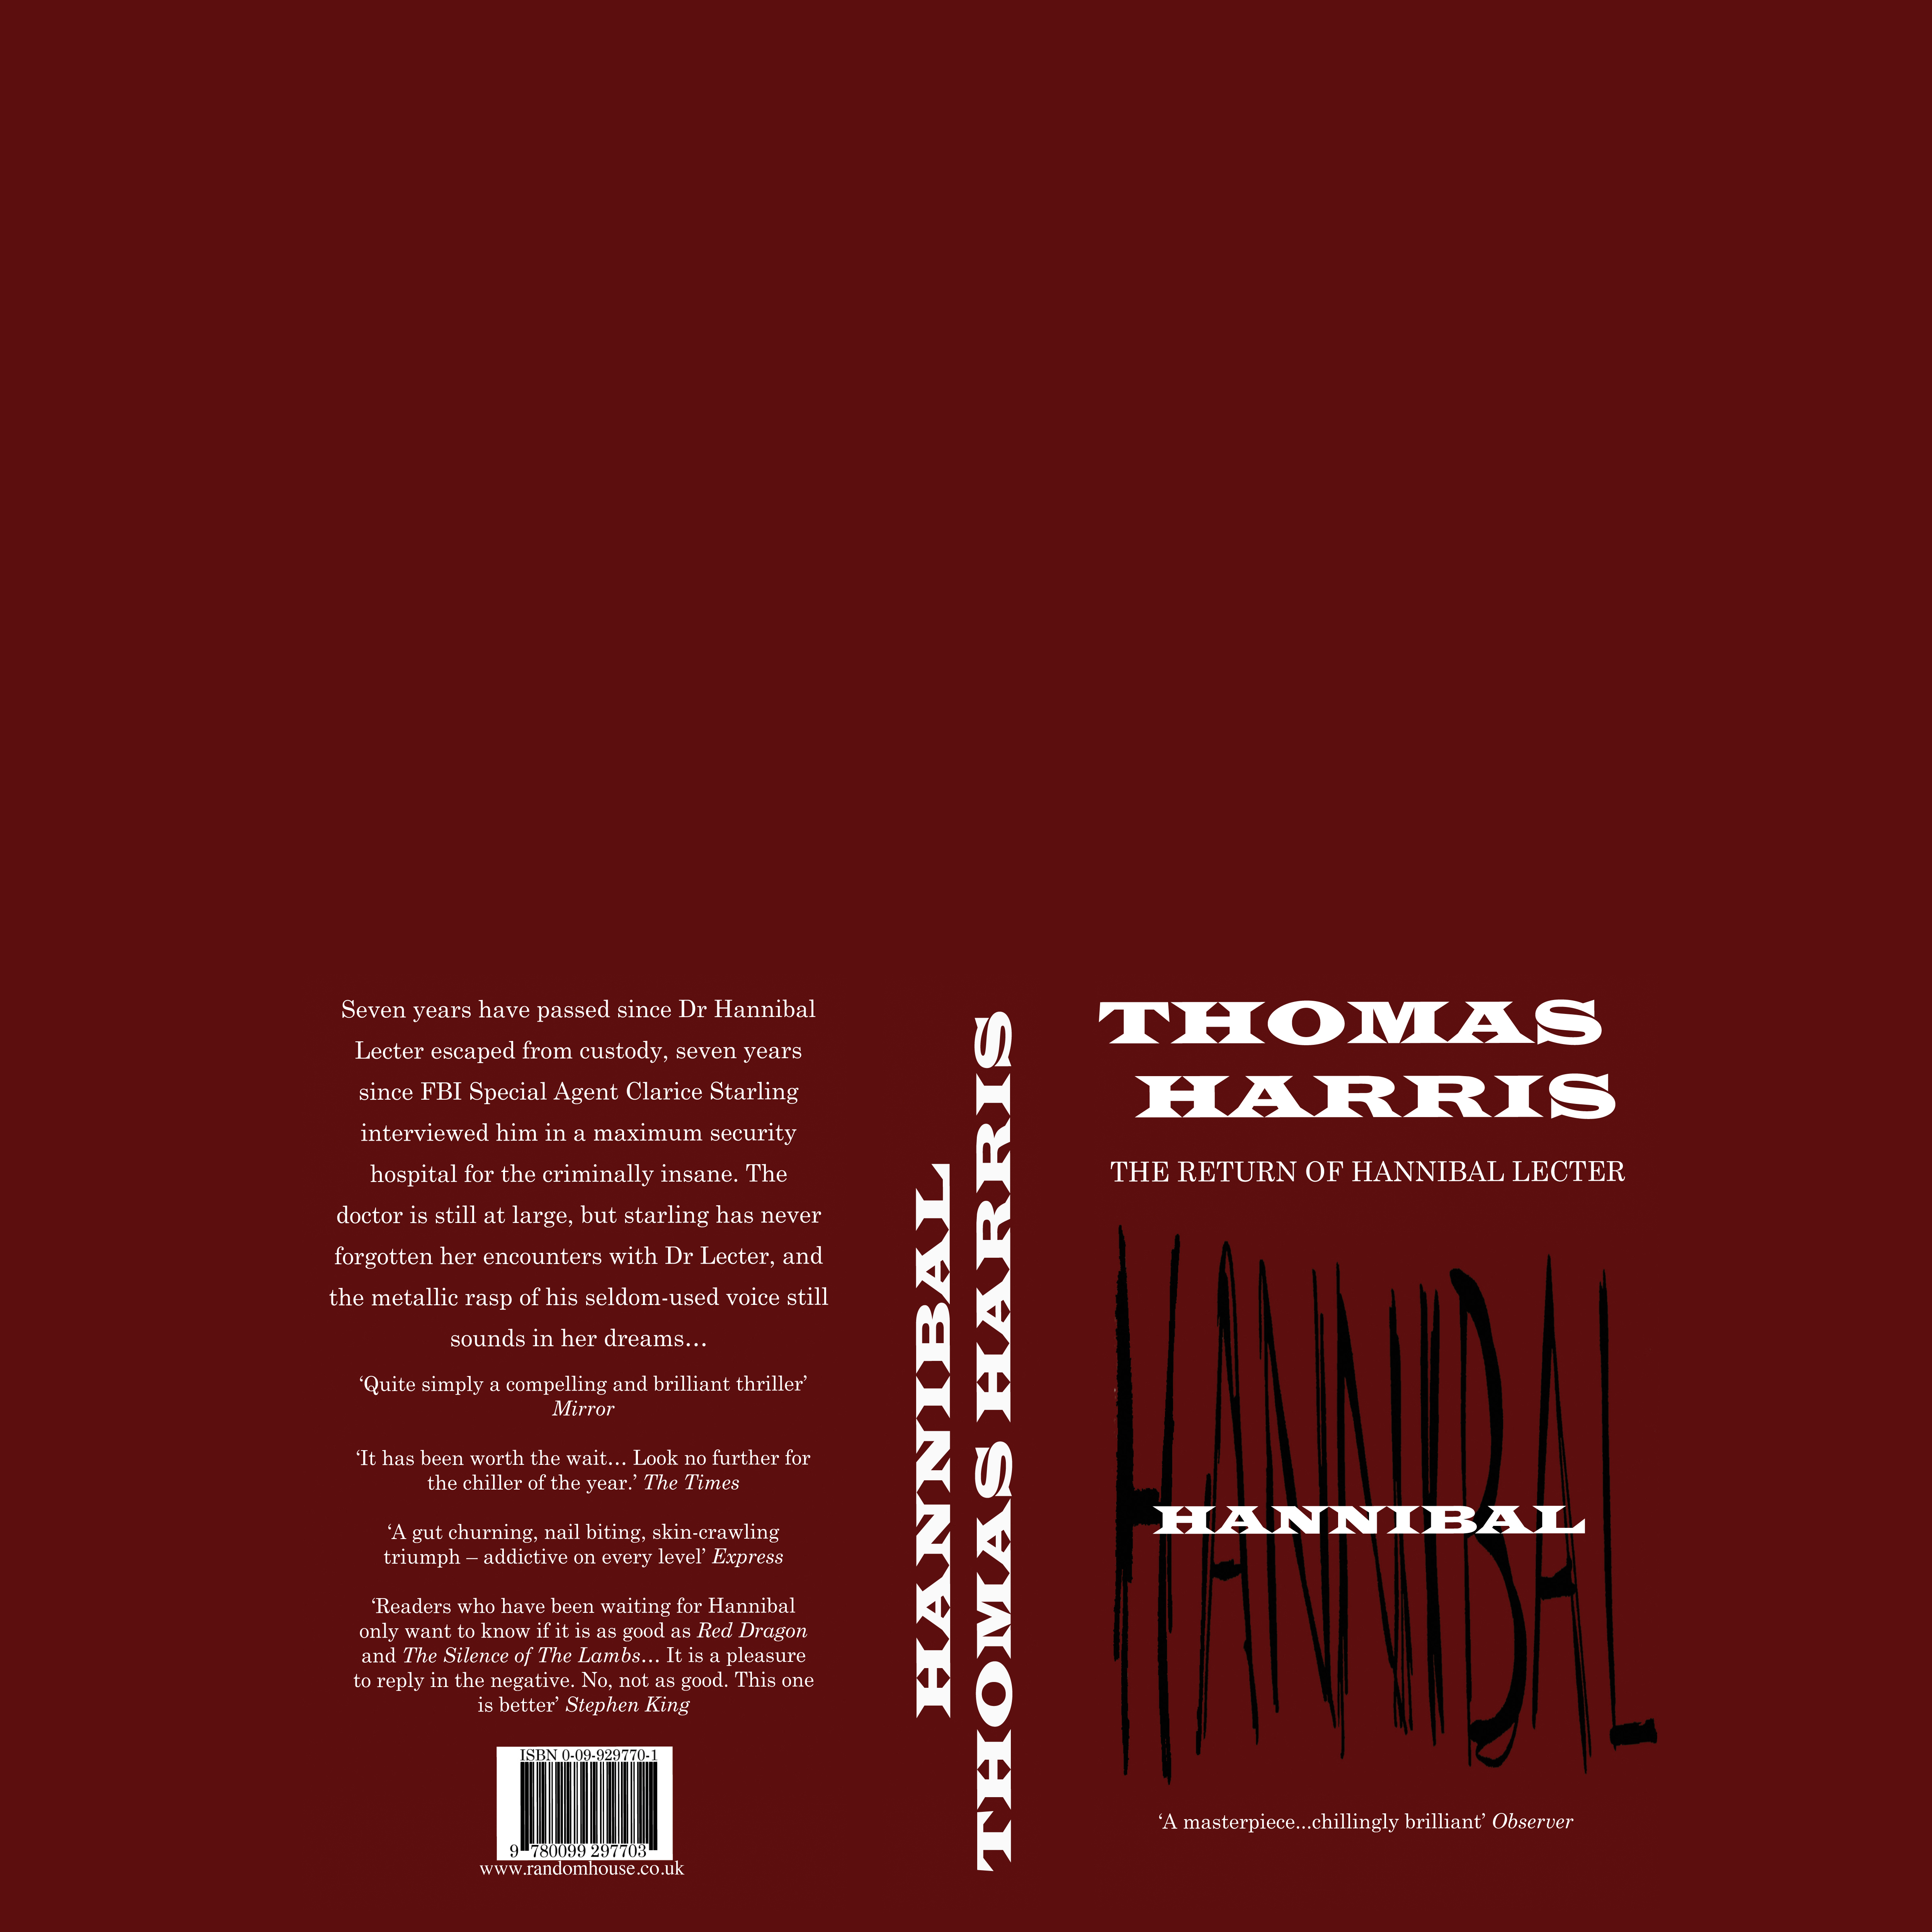 Seven years have passed since Dr Hannibal
Lecter escaped from custody, seven years
since FBI Special Agent Clarice Starling
interviewed him in a maximum security
hospital for the criminally insane. The
doctor is still at large, but starling has never
forgotten her encounters with Dr Lecter, and
the metallic rasp of his seldom-used voice still
sounds in her dreams…
‘Quite simply a compelling and brilliant thriller’
Mirror
‘It has been worth the wait… Look no further for
the chiller of the year.’ The Times
‘A gut churning, nail biting, skin-crawling
triumph – addictive on every level’ Express
‘Readers who have been waiting for Hannibal
only want to know if it is as good as Red Dragon
and The Silence of The Lambs… It is a pleasure
to reply in the negative. No, not as good. This one
is better’ Stephen King
ISBN 0-09-929770-1
9 780099 297703
www.randomhouse.co.uk
HANNIBAL
THOMAS HARRIS
THOMAS
HARRIS
THE RETURN OF HANNIBAL LECTER
HANNIBAL
HANNIBAL
‘A masterpiece...chillingly brilliant’ Observer